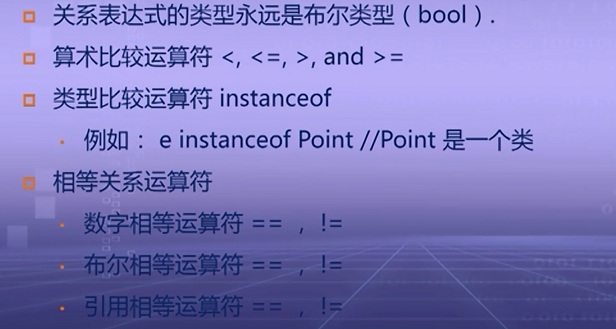 关系表达式的类型永远是布尔类型（bool）.
算术比较运算符 <, <=, >, and >=
类型比较运算符 instanceof
例如： e instanceof Point //Point 是一个类
相等关系运算符
数字相等运算符 == , !=
布尔相等运算符 == , !=
引用相等运算符 == , !=